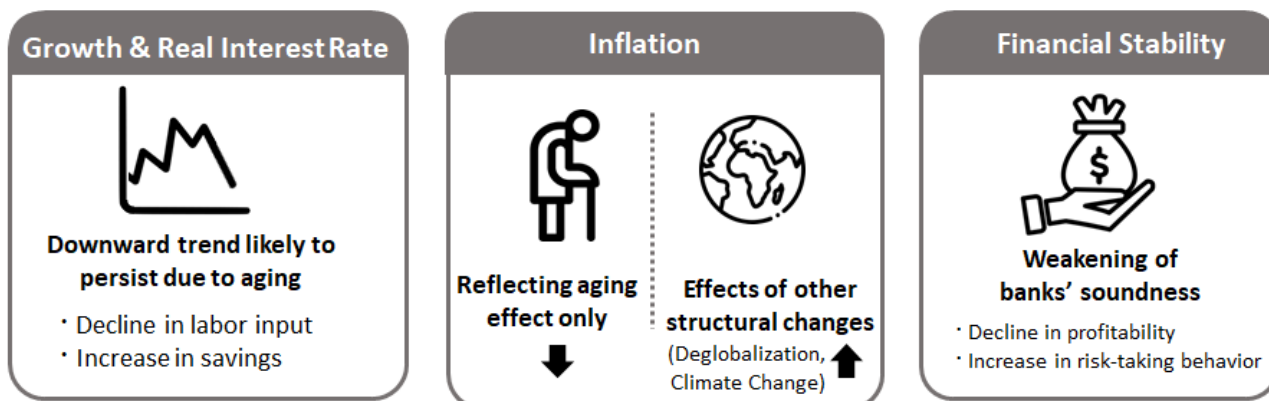 Growth & Real Interest Rate
Downward trend likely to
persist due to aging
· Decline in labor input
· Increase in savings
Inflation
Reflecting aging
effect only
Effects of other
structural changes
(Deglobalization,
Climate Change)
Financial Stability
$
Weakening of
banks’ soundness
· Decline in profitability
· Increase in risk-taking behavior